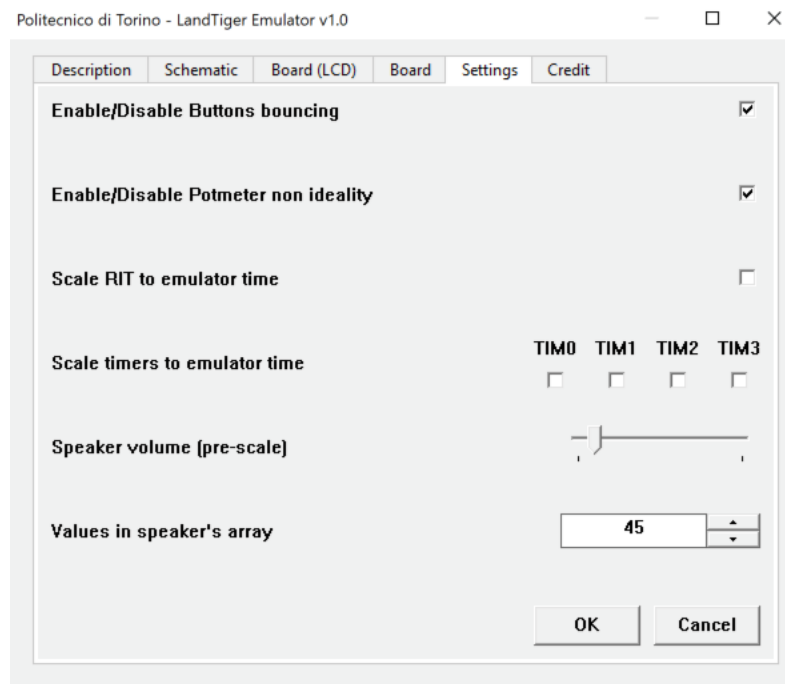 Politecnico di Torino - LandTiger Emulator v1.0
Description Schematic Board (LCD) Board Settings Credit
Enable/Disable Buttons bouncing
Enable/Disable Potmeter non ideality
Scale RIT to emulator time
TIM0 TIM1 TIM2 TIM3
Scale timers to emulator time
Speaker volume (pre-scale)
Values in speaker's array 45
OK Cancel